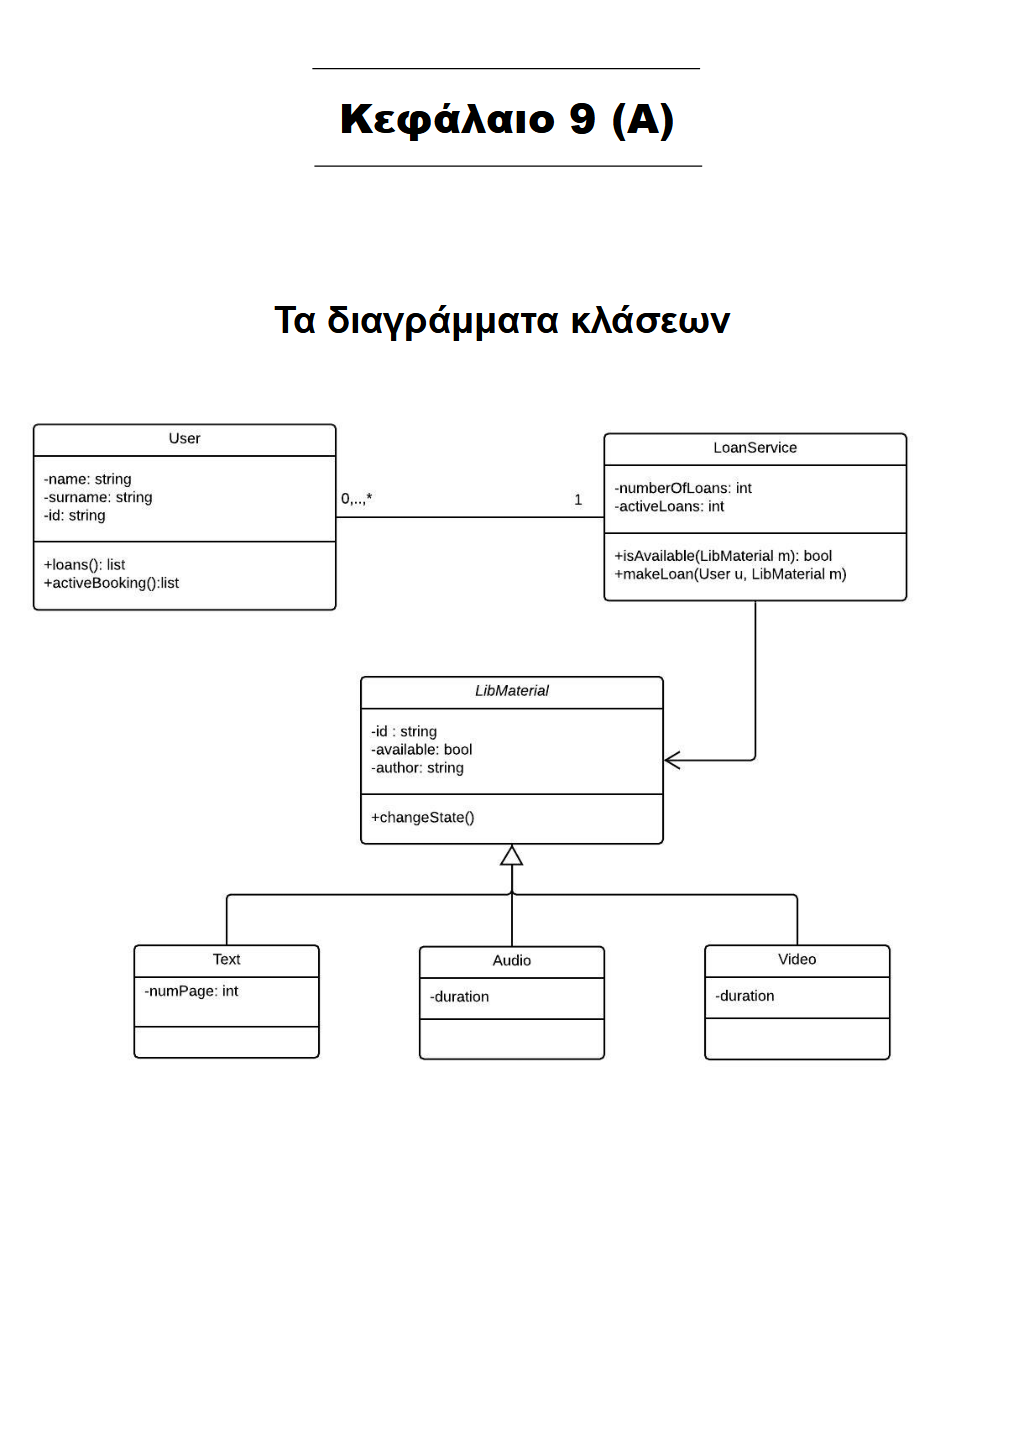 Κεφάλαιο 9 (Α)
Τα διαγράμματα κλάσεων
User
-name: string
-surname: string
-id: string
+loans(): list
+activeBooking():list
0,..,*
1
LoanService
-numberOfLoans: int
-activeLoans: int
+isAvailable(LibMaterial m): bool
+makeLoan(User u, LibMaterial m)
LibMaterial
-id : string
-available: bool
-author: string
+changeState()
Text
-numPage: int
Audio
-duration
Video
-duration